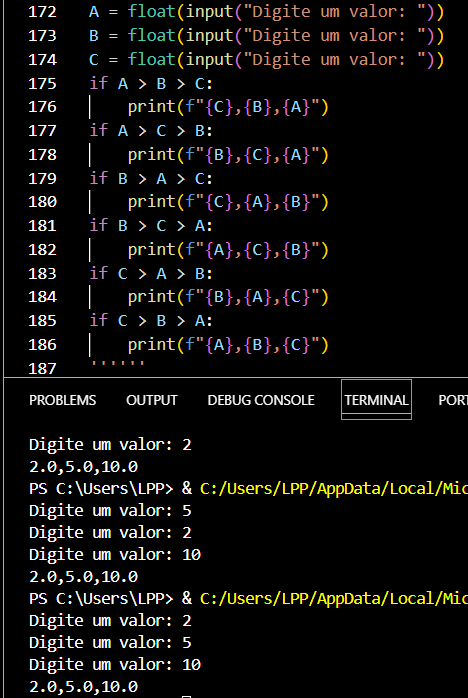 172 A = float(input("Digite um valor: "))
173 B = float(input("Digite um valor: "))
174 C = float(input("Digite um valor: "))
175 if A > B > C:
176 print(f"{C},{B},{A}")
177 if A > C > B:
178 print(f"{B},{C},{A}")
179 if B > A > C:
180 print(f"{C},{A},{B}")
181 if B > C > A:
182 print(f"{A},{C},{B}")
183 if C > A > B:
184 print(f"{B},{A},{C}")
185 if C > B > A:
186 print(f"{A},{B},{C}")
187 ''''''
PROBLEMS OUTPUT DEBUG CONSOLE TERMINAL POR
Digite um valor: 2
2.0,5.0,10.0
PS C:\Users\LPP> & C:/Users/LPP/AppData/Local/Mic
Digite um valor: 5
Digite um valor: 2
Digite um valor: 10
2.0,5.0,10.0
PS C:\Users\LPP> & C:/Users/LPP/AppData/Local/Mic
Digite um valor: 2
Digite um valor: 5
Digite um valor: 10
2.0,5.0,10.0